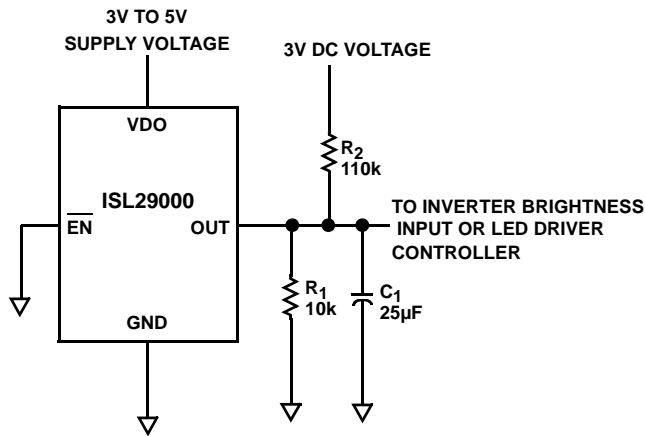 3V TO 5V
SUPPLY VOLTAGE
3V DC VOLTAGE
VDO
R2
110k
ISL29000
EN
OUT
TO INVERTER BRIGHTNESS
INPUT OR LED DRIVER
CONTROLLER
R1
10k
C1
25µF
GND